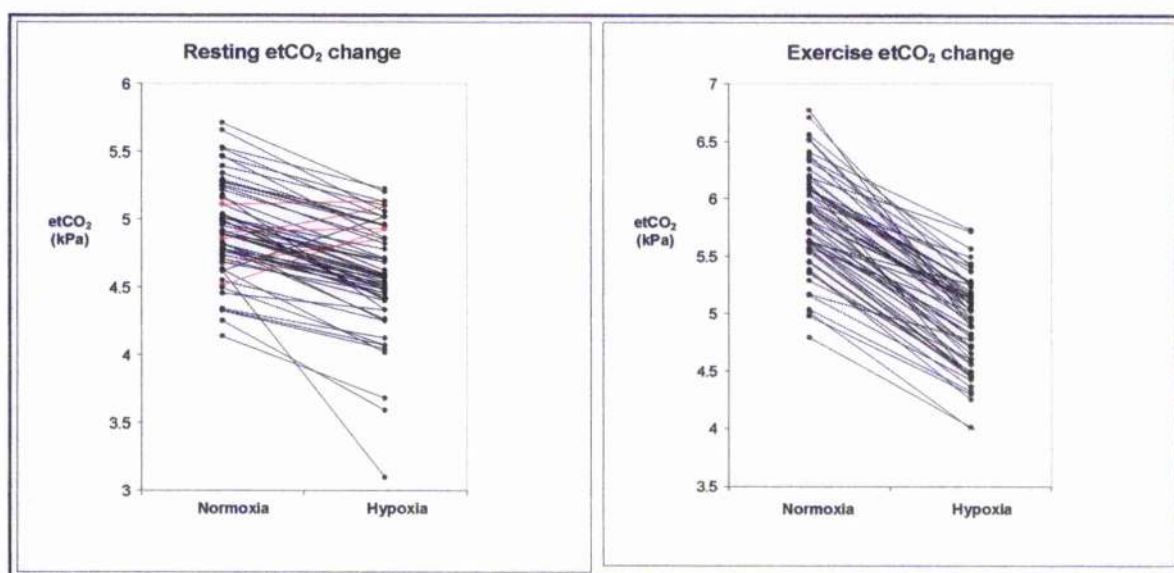 Resting etCO₂ change
6
5.5
5
4.5
4
3.5
3
etCO₂
(kPa)
Normoxia
Hypoxia
Exercise etCO₂ change
7
6.5
6
5.5
5
4.5
4
3.5
etCO₂
(kPa)
Normoxia
Hypoxia